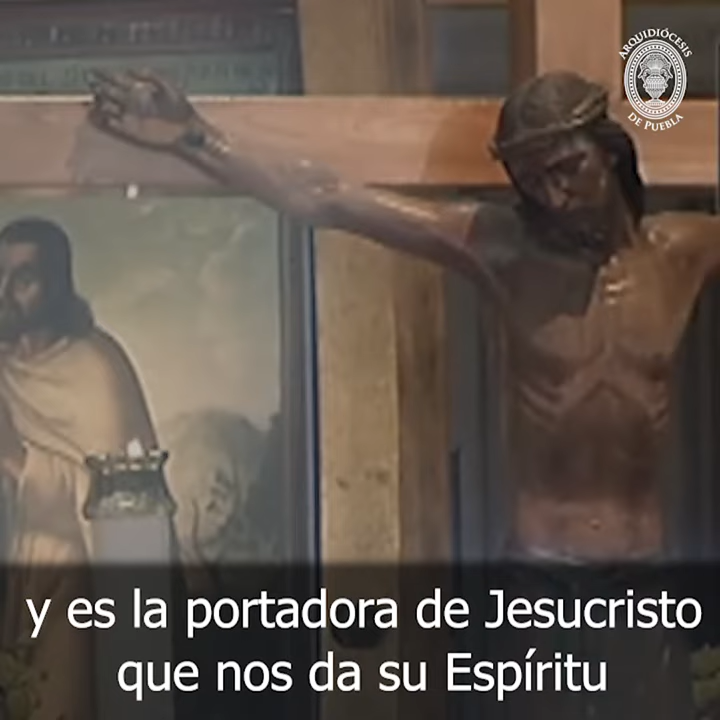 ARQUIDIÓCESIS
DE PUEBLA
y es la portadora de Jesucristo
que nos da su Espíritu